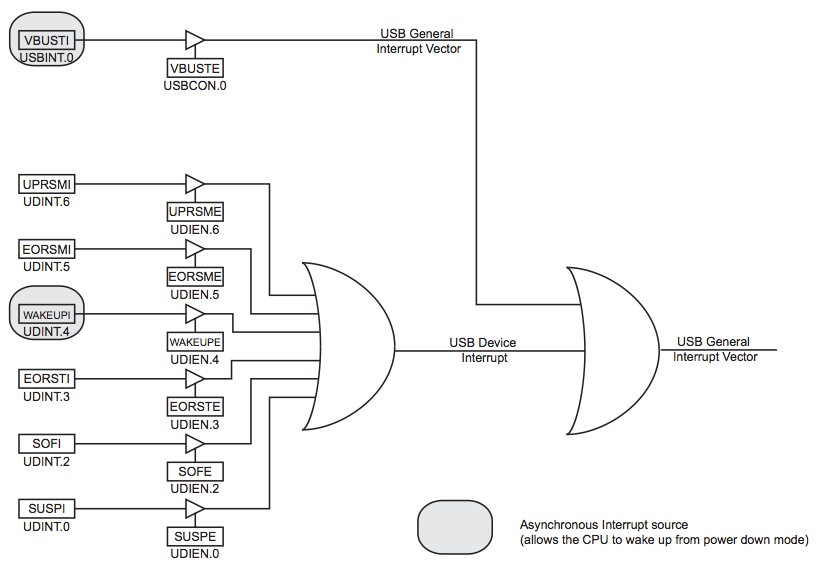 VBUSTI
USBINT.0
VBUSTE
USBCON.0
USB General
Interrupt Vector
UPRSMI
UDINT.6
UPRSME
UDIEN.6
EORSMI
UDINT.5
EORSME
UDIEN.5
WAKEUPI
UDINT.4
WAKEUPE
UDIEN.4
EORSTI
UDINT.3
EORSTE
UDIEN.3
SOFI
UDINT.2
SOFE
UDIEN.2
SUSPI
UDINT.0
SUSPE
UDIEN.0
USB Device
Interrupt
USB General
Interrupt Vector
Asynchronous Interrupt source
(allows the CPU to wake up from power down mode)